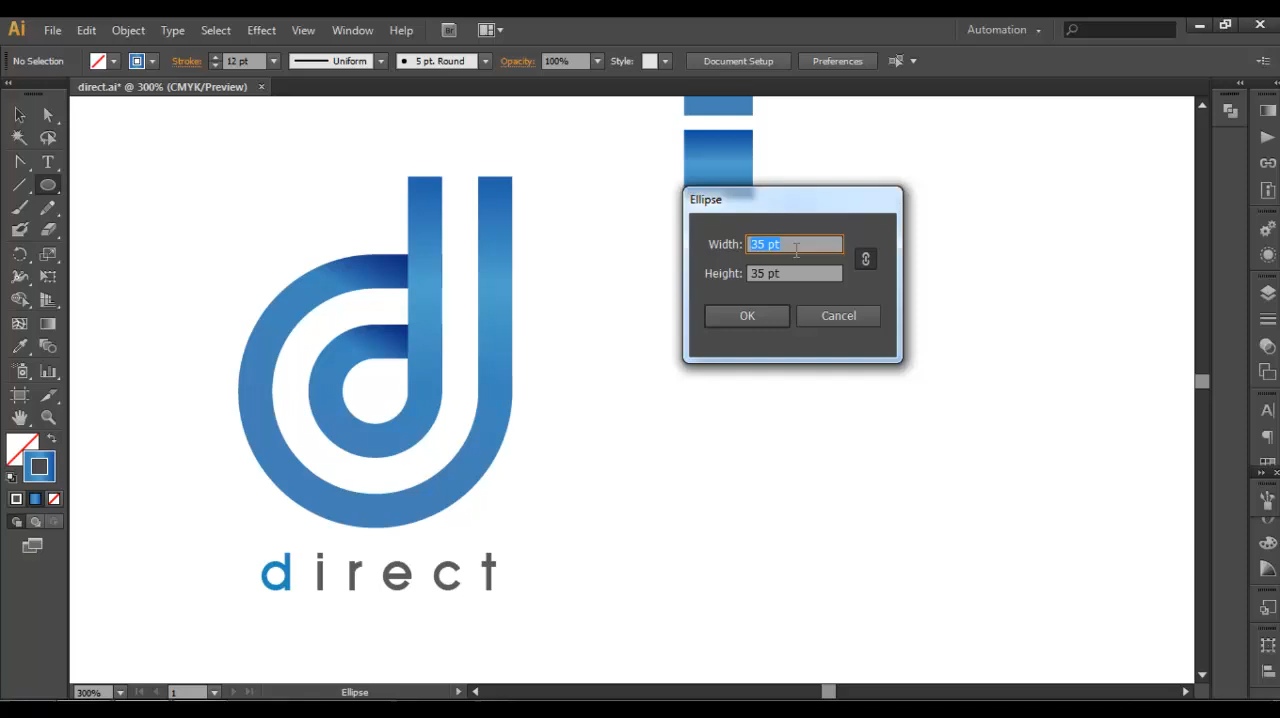 Ai File Edit Object Type Select Effect View Window Help Br Automation
No Selection Stroke: 12 pt Uniform 5 pt. Round Opacity: 100% Style: Document Setup Preferences
direct.ai* @ 300% (CMYK/Preview)
Ellipse
Width: 35 pt
Height: 35 pt
OK Cancel
direct
300% 1 Ellipse